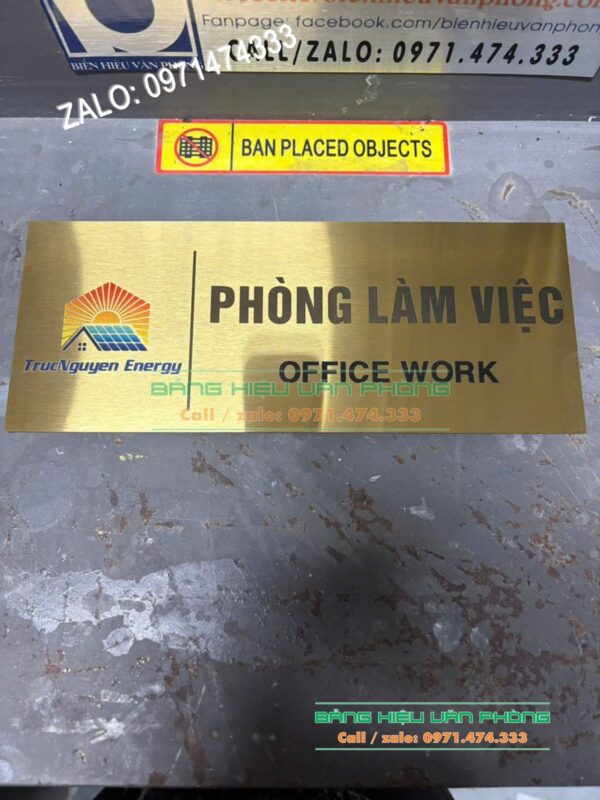 Fanpage: facebook.com/bienhieuvanphong
CALL/ZALO: 0971.474.333
BIỂN HIỆU VĂN PHÒNG
ZALO: 0971474333
BAN PLACED OBJECTS
PHÒNG LÀM VIỆC
TrucNguyen Energy
OFFICE WORK
BẢNG HIỆU VĂN PHÒNG
Call / zalo: 0971.474.333
BẢNG HIỆU VĂN PHÒNG
Call / zalo: 0971.474.333